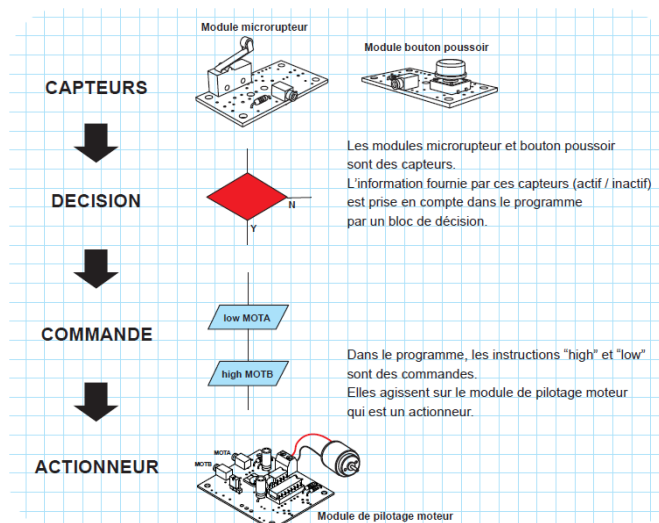 Module microrupteur
Module bouton poussoir
CAPTEURS
Les modules microrupteur et bouton poussoir
sont des capteurs.
L'information fournie par ces capteurs (actif / inactif)
est prise en compte dans le programme
par un bloc de décision.
DECISION
N
Y
low MOTA
COMMANDE
high MOTB
Dans le programme, les instructions "high" et "low"
sont des commandes.
Elles agissent sur le module de pilotage moteur
qui est un actionneur.
MOTA
MOTB
ACTIONNEUR
Module de pilotage moteur